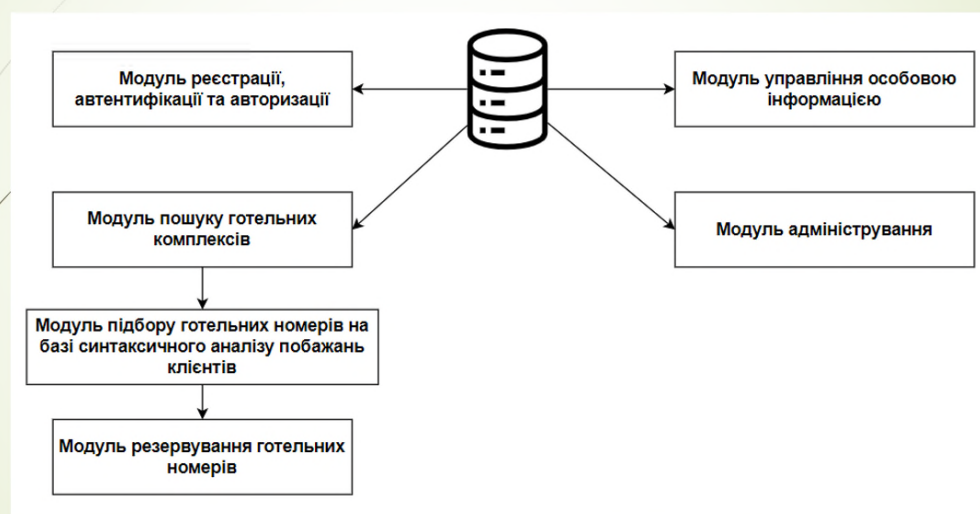 Модуль реєстрації,
автентифікації та авторизації
Модуль управління особовою
інформацією
Модуль пошуку готельних
комплексів
Модуль адміністрування
Модуль підбору готельних номерів на
базі синтаксичного аналізу побажань
клієнтів
Модуль резервування готельних
номерів